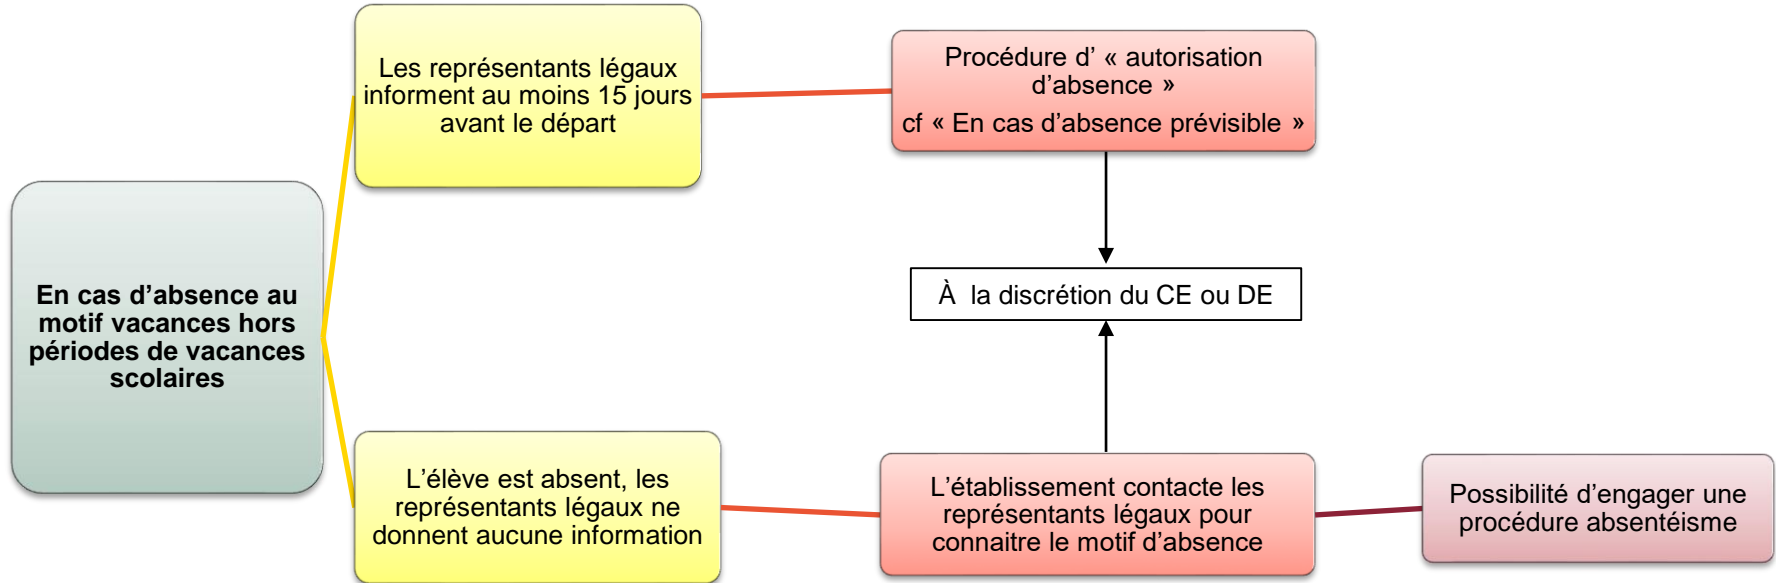 En cas d’absence au
motif vacances hors
périodes de vacances
scolaires
Les représentants légaux
informent au moins 15 jours
avant le départ
Procédure d’ « autorisation
d’absence »
cf « En cas d’absence prévisible »
À la discrétion du CE ou DE
L’élève est absent, les
représentants légaux ne
donnent aucune information
L’établissement contacte les
représentants légaux pour
connaitre le motif d’absence
Possibilité d’engager une
procédure absentéisme